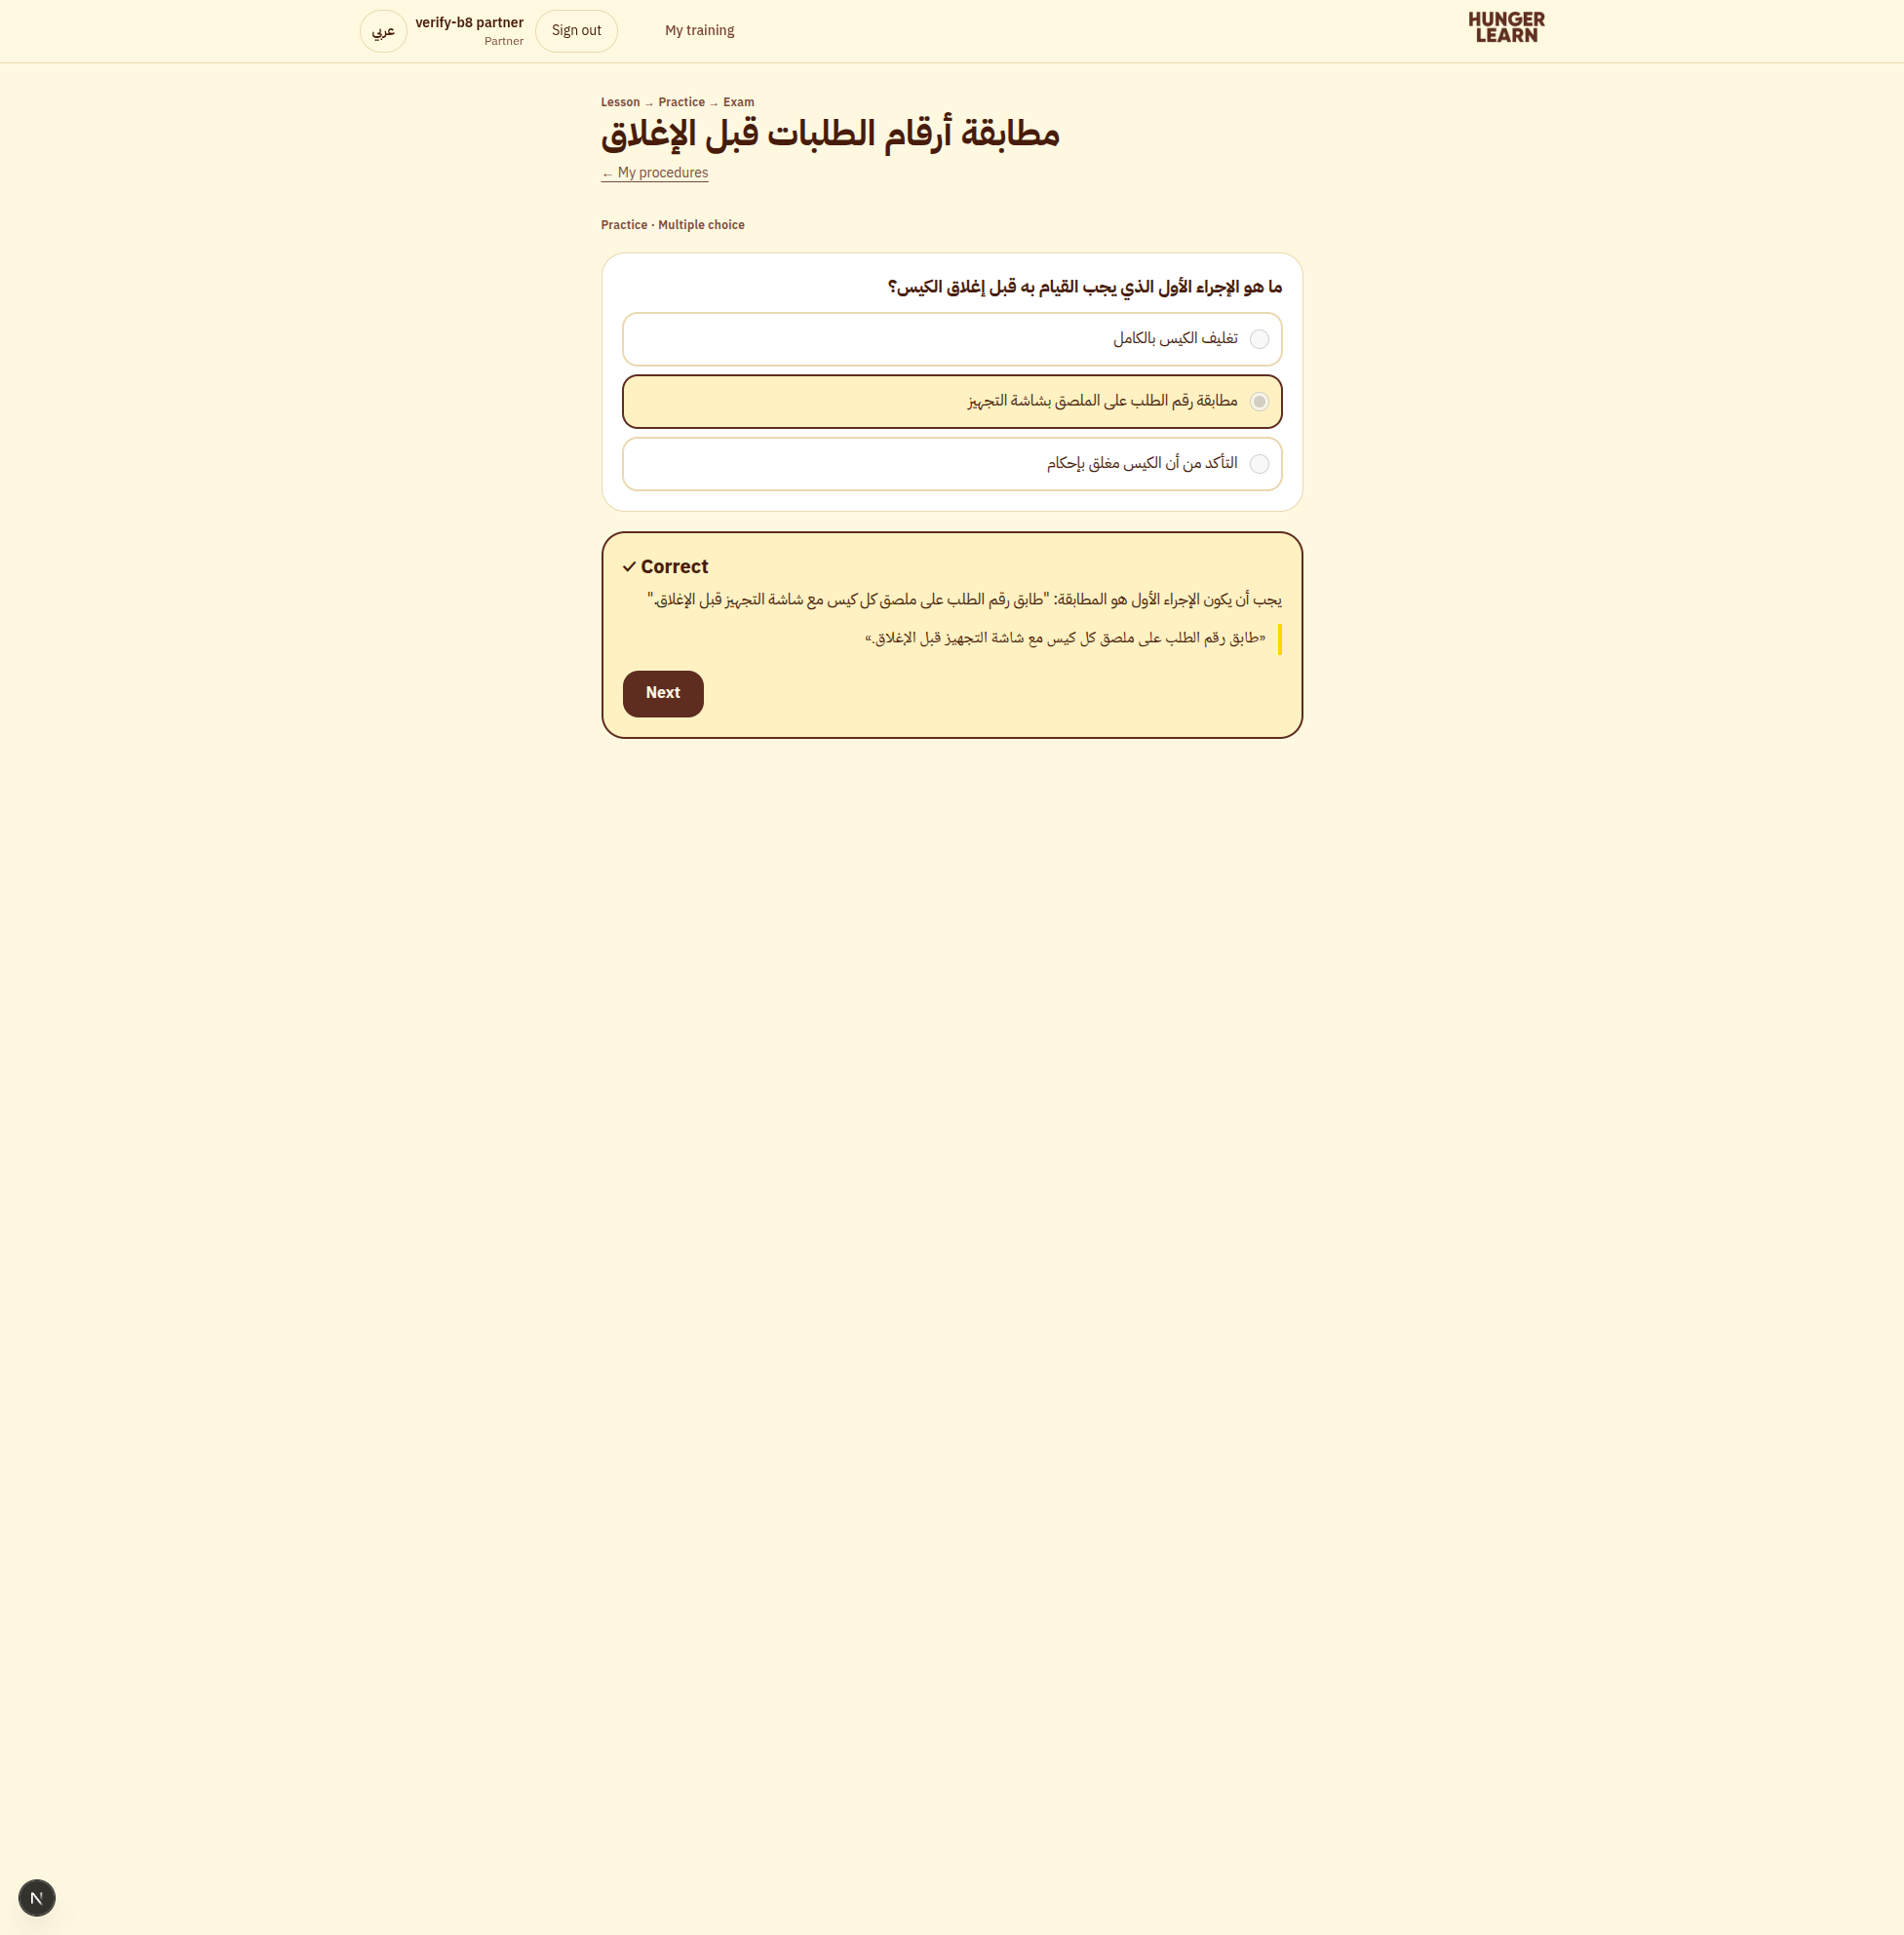 عربي
verify-b8 partner
Partner
Sign out
My training
HUNGER
LEARN
Lesson → Practice → Exam
مطابقة أرقام الطلبات قبل الإغلاق
← My procedures
Practice · Multiple choice
ما هو الإجراء الأول الذي يجب القيام به قبل إغلاق الكيس؟
تغليف الكيس بالكامل
مطابقة رقم الطلب على الملصق بشاشة التجهيز
التأكد من أن الكيس مغلق بإحكام
✓ Correct
يجب أن يكون الإجراء الأول هو المطابقة: "طابق رقم الطلب على ملصق كل كيس مع شاشة التجهيز قبل الإغلاق."
«طابق رقم الطلب على ملصق كل كيس مع شاشة التجهيز قبل الإغلاق.»
Next
N